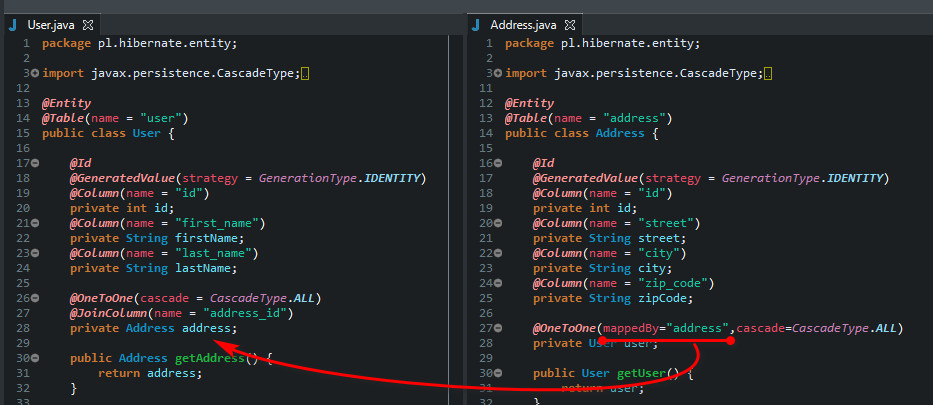 User.java
1 package pl.hibernate.entity;
2
3 import javax.persistence.CascadeType;
12
13 @Entity
14 @Table(name = "user")
15 public class User {
16
17 @Id
18 @GeneratedValue(strategy = GenerationType.IDENTITY)
19 @Column(name = "id")
20 private int id;
21 @Column(name = "first_name")
22 private String firstName;
23 @Column(name = "last_name")
24 private String lastName;
25
26 @OneToOne(cascade = CascadeType.ALL)
27 @JoinColumn(name = "address_id")
28 private Address address;
29
30 public Address getAddress() {
31 return address;
32 }
33
Address.java
1 package pl.hibernate.entity;
2
3 import javax.persistence.CascadeType;
11
12 @Entity
13 @Table(name = "address")
14 public class Address {
15
16 @Id
17 @GeneratedValue(strategy = GenerationType.IDENTITY)
18 @Column(name = "id")
19 private int id;
20 @Column(name = "street")
21 private String street;
22 @Column(name = "city")
23 private String city;
24 @Column(name = "zip_code")
25 private String zipCode;
26
27 @OneToOne(mappedBy="address",cascade=CascadeType.ALL)
28 private User user;
29
30 public User getUser() {
31 return user;
32 }